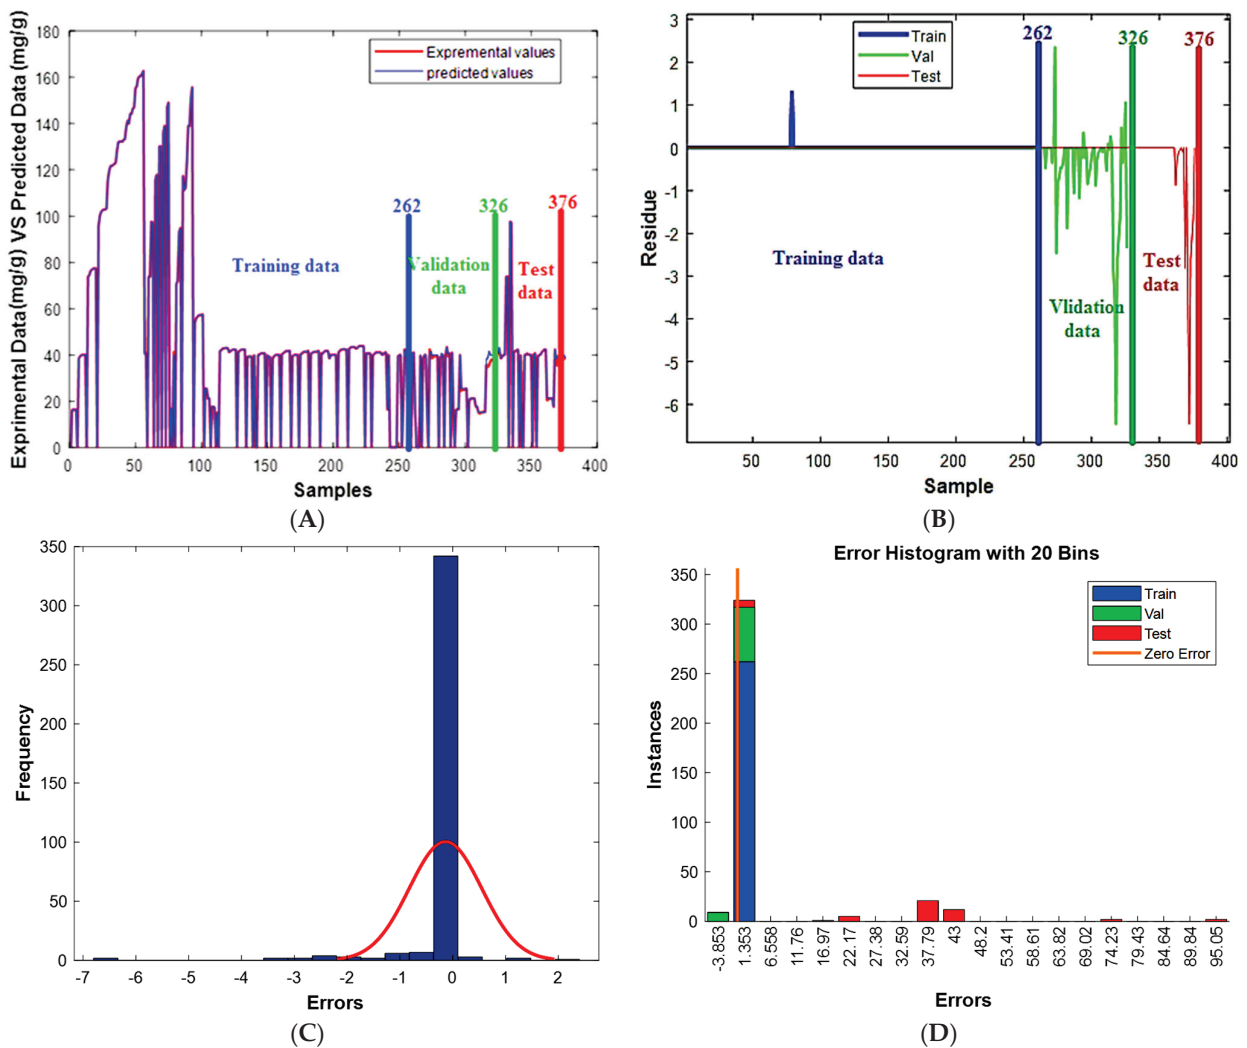 Exprimental Data(mg/g) VS Predicted Data (mg/g)
180
160
140
120
100
80
60
40
20
0
Expremental values
predicted values
262
326
376
Training data
Validation
data
Test
data
0
50
100
150
200
250
300
350
400
Samples
(A)
Residue
3
2
1
0
-1
-2
-3
-4
-5
-6
Train
Val
Test
262
326
376
Training data
Vlidation
data
Test
data
50
100
150
200
250
300
350
400
Sample
(B)
Frequency
350
300
250
200
150
100
50
0
-7
-6
-5
-4
-3
-2
-1
0
1
2
Errors
(C)
Error Histogram with 20 Bins
Instances
350
300
250
200
150
100
50
0
Train
Val
Test
Zero Error
-3.853
1.353
6.558
11.76
16.97
22.17
27.38
32.59
37.79
43
48.2
53.41
58.61
63.82
69.02
74.23
79.43
84.64
89.84
95.05
Errors
(D)